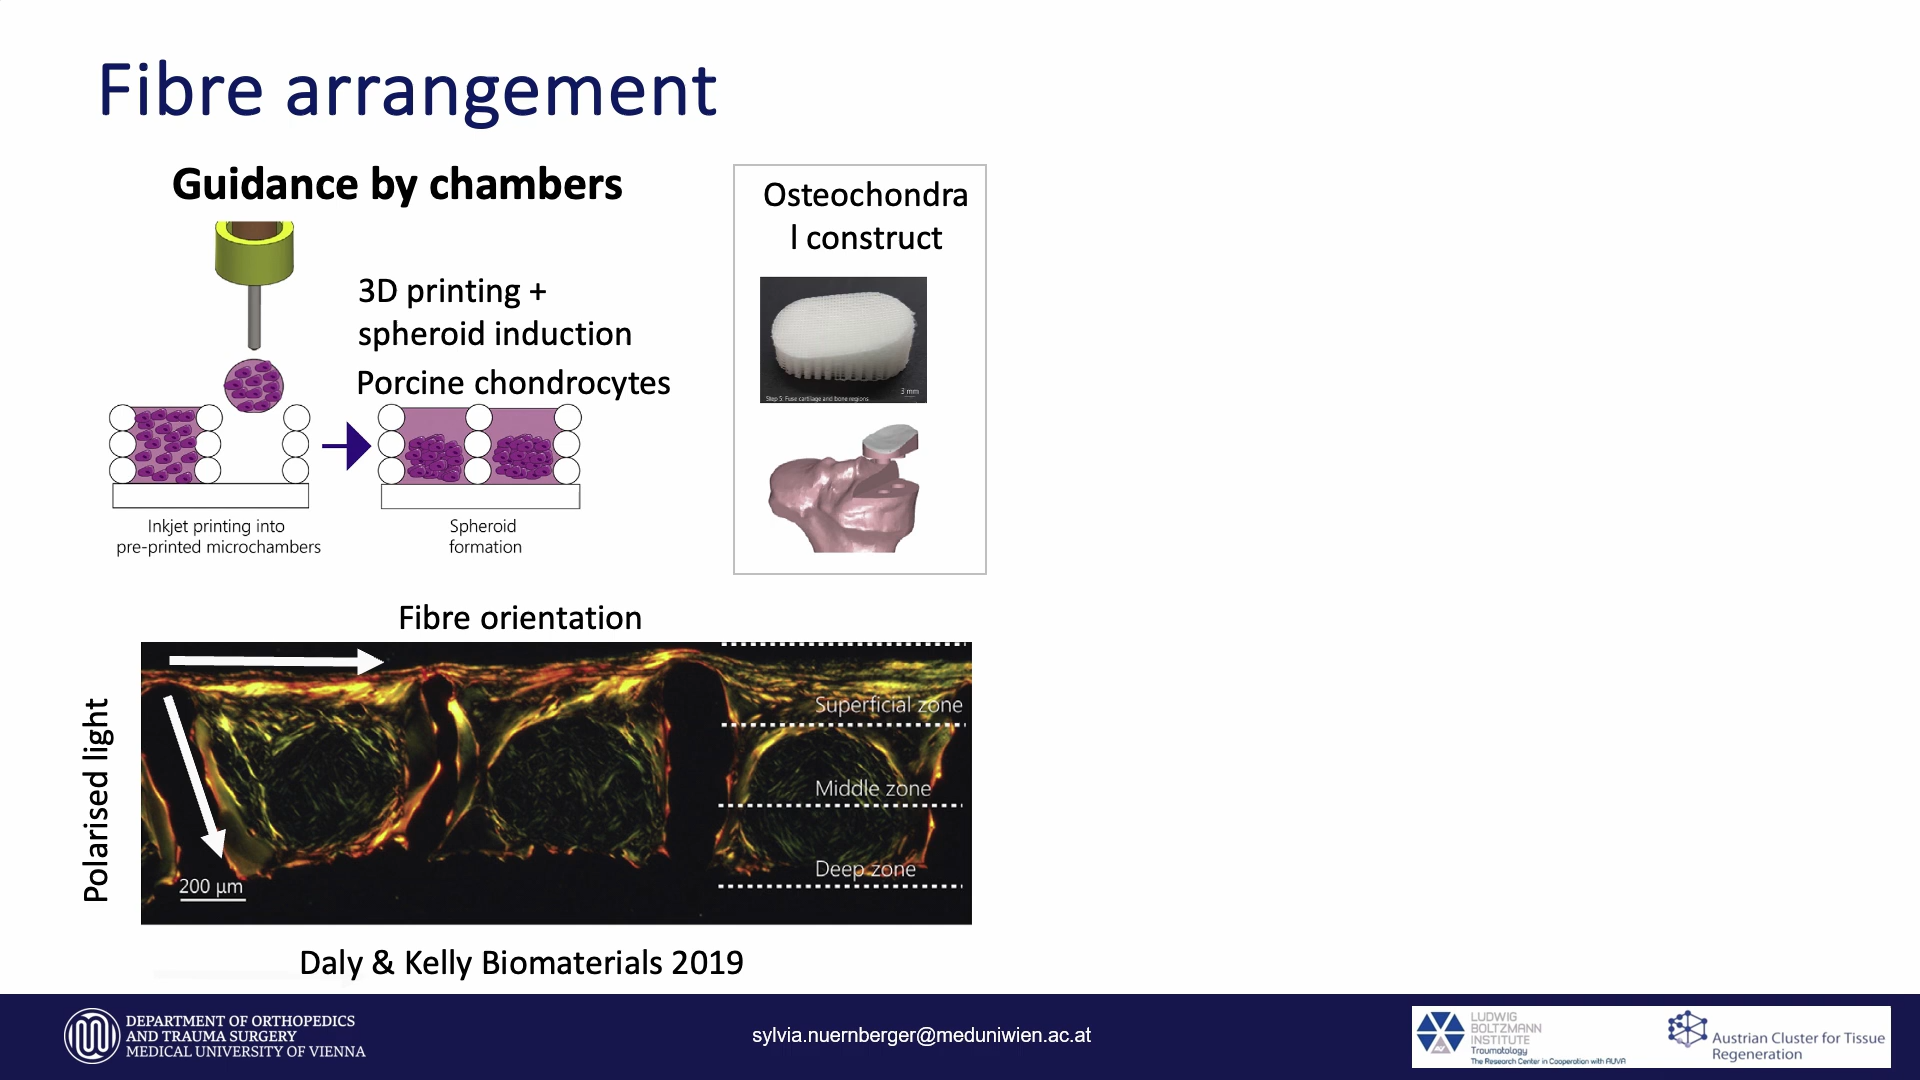 Fibre arrangement
Guidance by chambers
3D printing +
spheroid induction
Porcine chondrocytes
Inkjet printing into
pre-printed microchambers
Spheroid
formation
Osteochondra
l construct
3 mm
Step 5: Fuse cartilage and bone regions
Fibre orientation
Polarised light
Superficial zone
Middle zone
Deep zone
200 µm
Daly & Kelly Biomaterials 2019
DEPARTMENT OF ORTHOPEDICS
AND TRAUMA SURGERY
MEDICAL UNIVERSITY OF VIENNA
sylvia.nuernberger@meduniwien.ac.at
LUDWIG
BOLTZMANN
INSTITUTE
Traumatology
The Research Center in Cooperation with AUVA
Austrian Cluster for Tissue
Regeneration